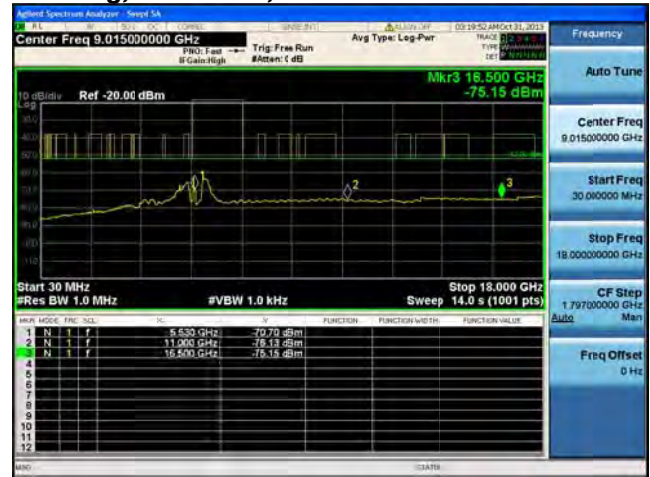 Agilent Spectrum Analyzer - Swept SA
03:19:52 AM Oct 31, 2013
Center Freq 9.015000000 GHz
PNO: Fast
IFGain:High
Trig: Free Run
Avg Type: Log-Pwr
TRACE
TYPE
DET
Frequency
Auto Tune
Mkr3 16.500 GHz
-75.15 dBm
10 dB/div Ref -20.00 dBm
Log
1
2
3
Center Freq
9.015000000 GHz
Start Freq
30.000000 MHz
Stop Freq
18.000000000 GHz
Start 30 MHz
Stop 18.000 GHz
#Res BW 1.0 MHz
#VBW 1.0 kHz
Sweep 14.0 s (1001 pts)
CF Step
1.797000000 GHz
Auto Man
MKR MODE TRC SCL X Y FUNCTION FUNCTION WIDTH FUNCTION VALUE
1 N 1 f 5.530 GHz -70.70 dBm
2 N 1 f 11.000 GHz -76.13 dBm
N 1 f 16.500 GHz -75.15 dBm
4
5
6
7
8
9
10
11
12
Freq Offset
0 Hz
MSG
STATUS